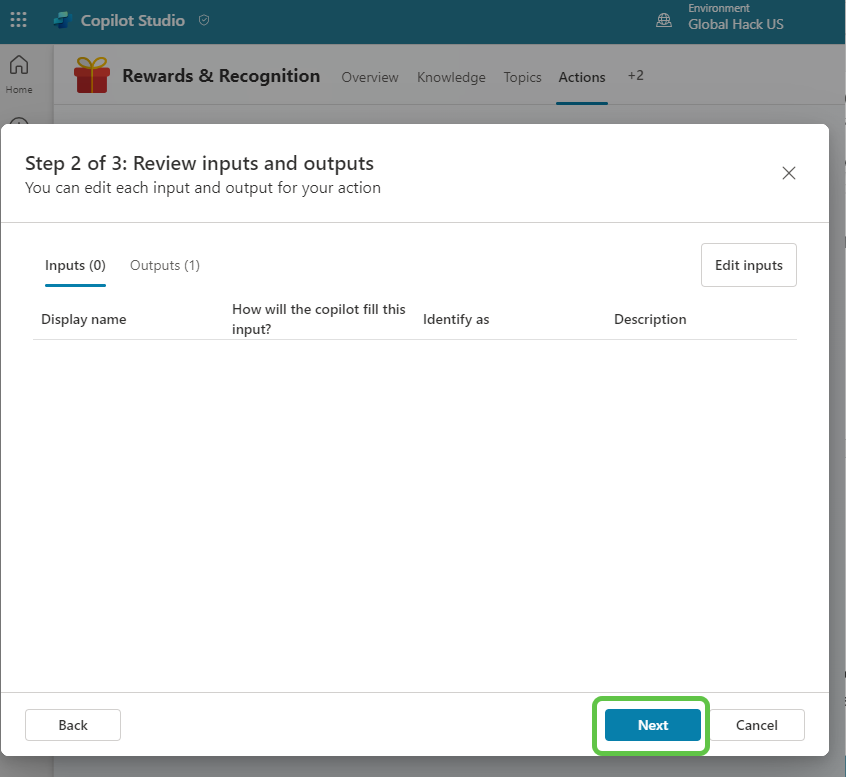 Copilot Studio
Environment
Global Hack US
Home
Rewards & Recognition
Overview
Knowledge
Topics
Actions
+2
Step 2 of 3: Review inputs and outputs
You can edit each input and output for your action
Inputs (0)
Outputs (1)
Edit inputs
Display name
How will the copilot fill this
input?
Identify as
Description
Back
Next
Cancel